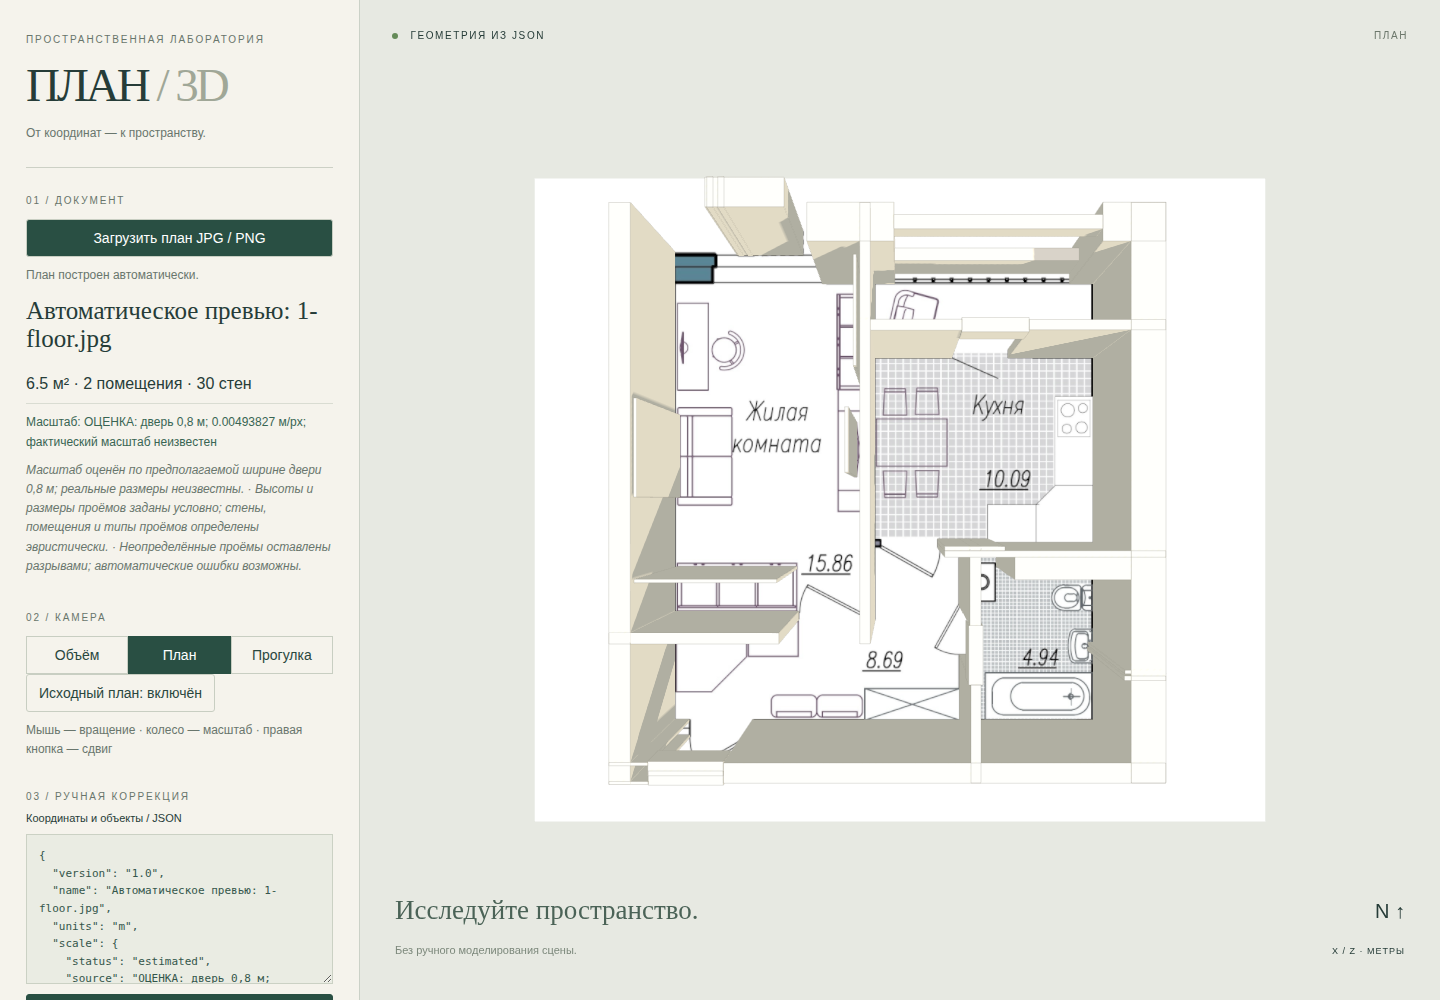 ПРОСТРАНСТВЕННАЯ ЛАБОРАТОРИЯ
ПЛАН / 3D
От координат — к пространству.
01 / ДОКУМЕНТ
Загрузить план JPG / PNG
План построен автоматически.
Автоматическое превью: 1-
floor.jpg
6.5 м² · 2 помещения · 30 стен
Масштаб: ОЦЕНКА: дверь 0,8 м; 0.00493827 м/px;
фактический масштаб неизвестен
Масштаб оценён по предполагаемой ширине двери
0,8 м; реальные размеры неизвестны. · Высоты и
размеры проёмов заданы условно; стены,
помещения и типы проёмов определены
эвристически. · Неопределённые проёмы оставлены
разрывами; автоматические ошибки возможны.
02 / КАМЕРА
Объём
План
Прогулка
Исходный план: включён
Мышь — вращение · колесо — масштаб · правая
кнопка — сдвиг
03 / РУЧНАЯ КОРРЕКЦИЯ
Координаты и объекты / JSON
{
"version": "1.0",
"name": "Автоматическое превью: 1-
floor.jpg",
"units": "m",
"scale": {
"status": "estimated",
"source": "ОЦЕНКА: дверь 0,8 м;
ГЕОМЕТРИЯ ИЗ JSON
ПЛАН
Жилая
комната
Кухня
10.09
15.86
8.69
4.94
Исследуйте пространство.
Без ручного моделирования сцены.
N ↑
X / Z · МЕТРЫ